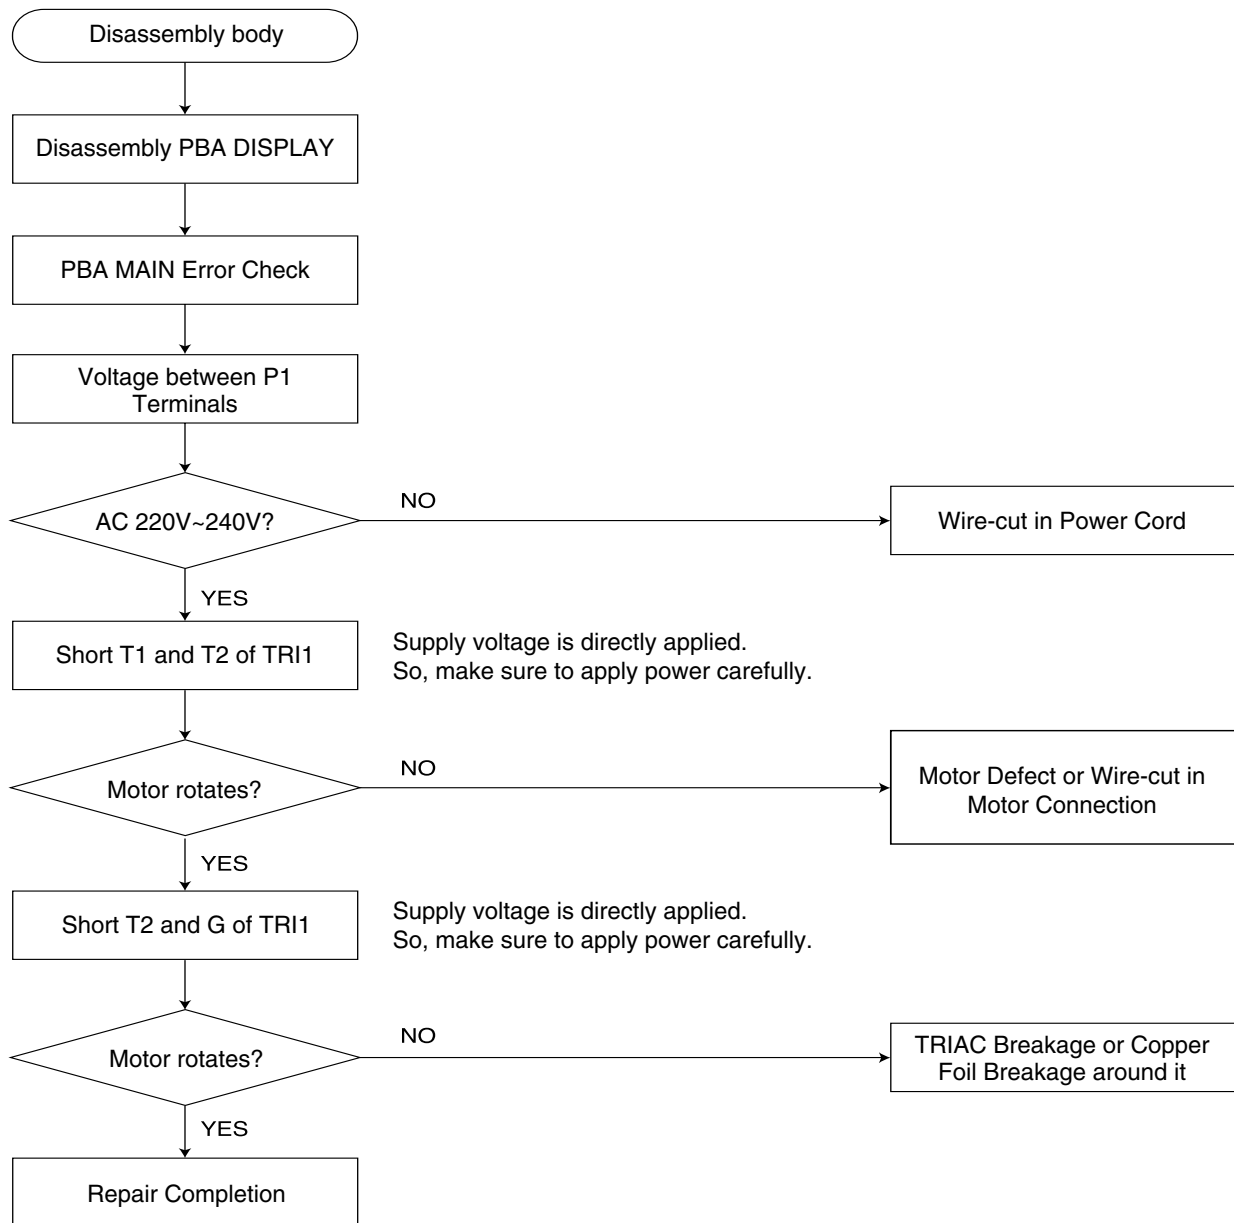 Disassembly body
Disassembly PBA DISPLAY
PBA MAIN Error Check
Voltage between P1
Terminals
AC 220V~240V?
NO
Wire-cut in Power Cord
YES
Short T1 and T2 of TRI1
Supply voltage is directly applied.
So, make sure to apply power carefully.
Motor rotates?
NO
Motor Defect or Wire-cut in
Motor Connection
YES
Short T2 and G of TRI1
Supply voltage is directly applied.
So, make sure to apply power carefully.
Motor rotates?
NO
TRIAC Breakage or Copper
Foil Breakage around it
YES
Repair Completion